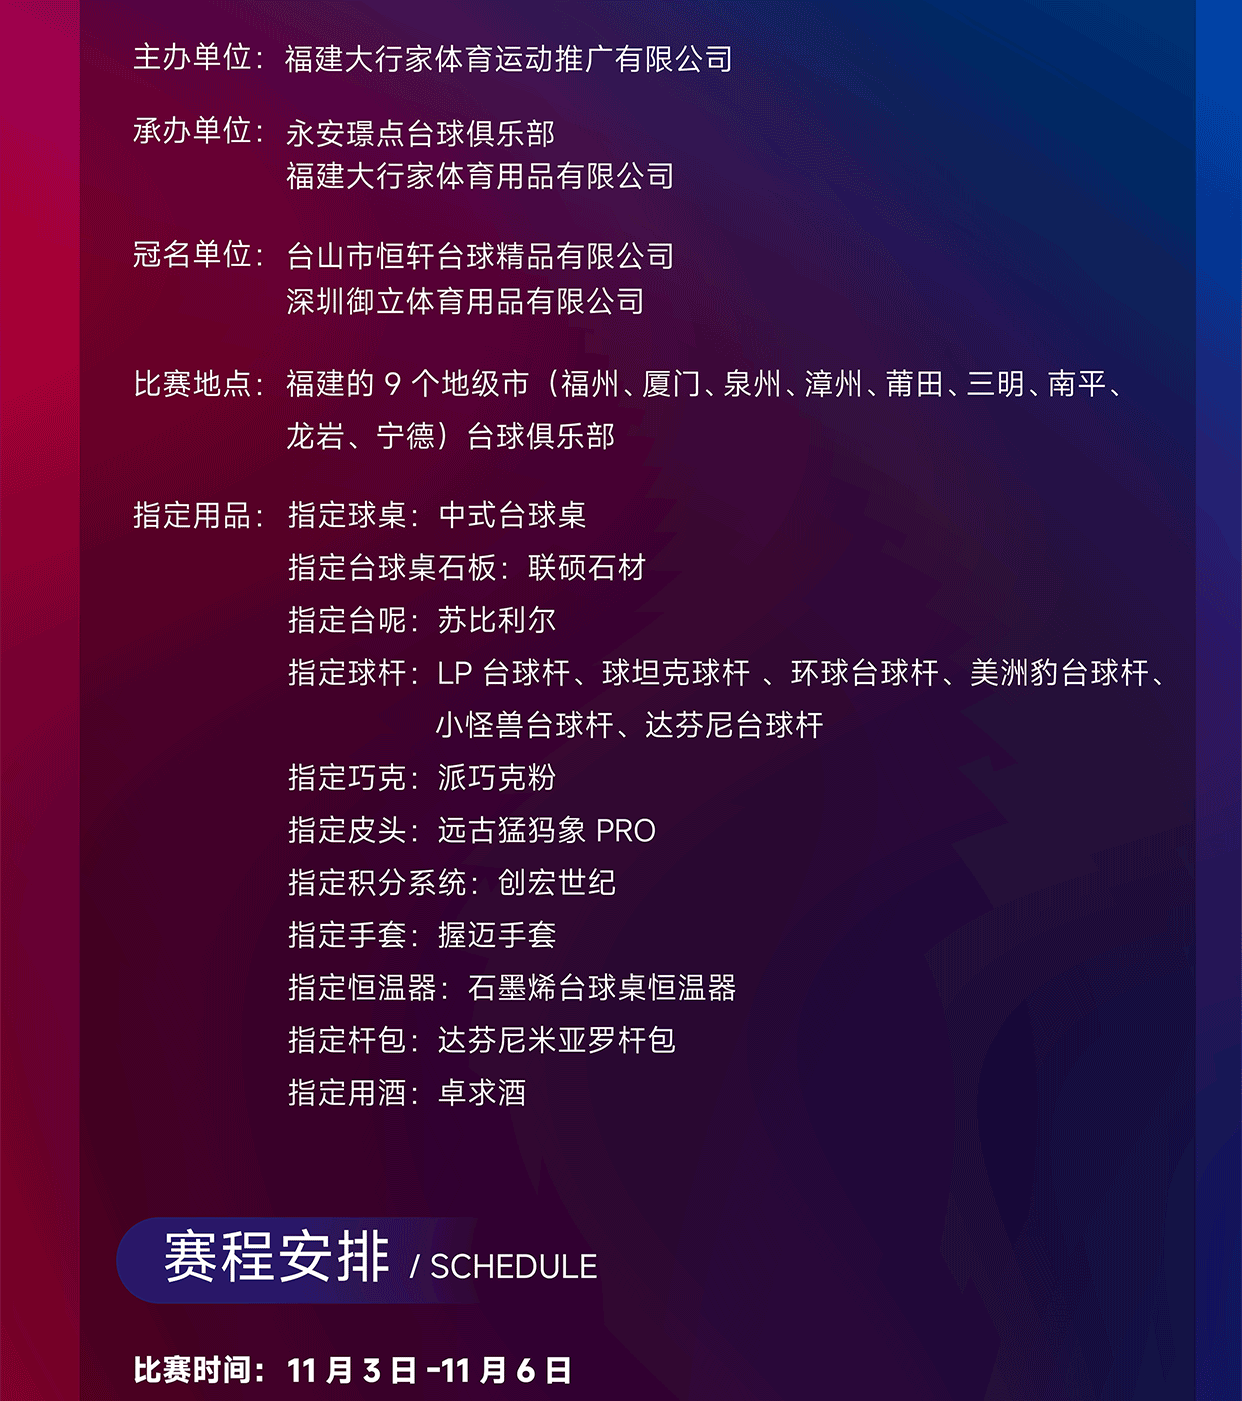 主办单位：福建大行家体育运动推广有限公司
承办单位：永安璟点台球俱乐部
福建大行家体育用品有限公司
冠名单位：台山市恒轩台球精品有限公司
深圳御立体育用品有限公司
比赛地点：福建的 9 个地级市（福州、厦门、泉州、漳州、莆田、三明、南平、
龙岩、宁德）台球俱乐部
指定用品：指定球桌：中式台球桌
指定台球桌石板：联硕石材
指定台呢：苏比利尔
指定球杆：LP 台球杆、球坦克球杆 、环球台球杆、美洲豹台球杆、
小怪兽台球杆、达芬尼台球杆
指定巧克：派巧克粉
指定皮头：远古猛犸象 PRO
指定积分系统：创宏世纪
指定手套：握迈手套
指定恒温器：石墨烯台球桌恒温器
指定杆包：达芬尼米亚罗杆包
指定用酒：卓求酒
赛程安排 / SCHEDULE
比赛时间：11 月 3 日 -11 月 6 日